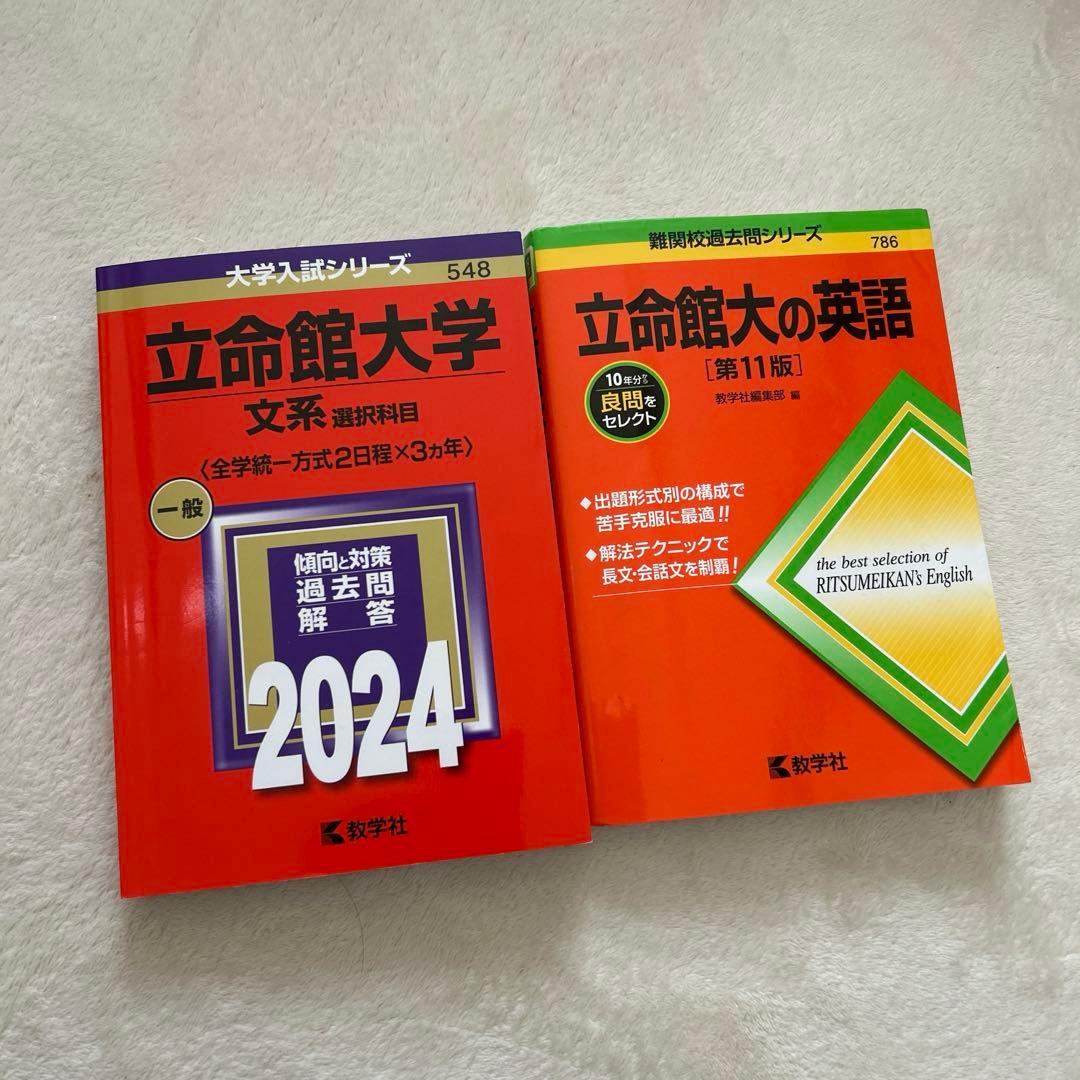 大学入試シリーズ
548
立命館大学
文系 選択科目
〈全学統一方式2日程×3カ年〉
一般
傾向と対策
過去問
解答
2024
教学社
難関校過去問シリーズ
786
立命館大の英語
[第11版]
10年分から
良問を
セレクト
教学社編集部 編
◆出題形式別の構成で
苦手克服に最適!!
◆解法テクニックで
長文・会話文を制覇!
the best selection of
RITSUMEIKAN's English
教学社